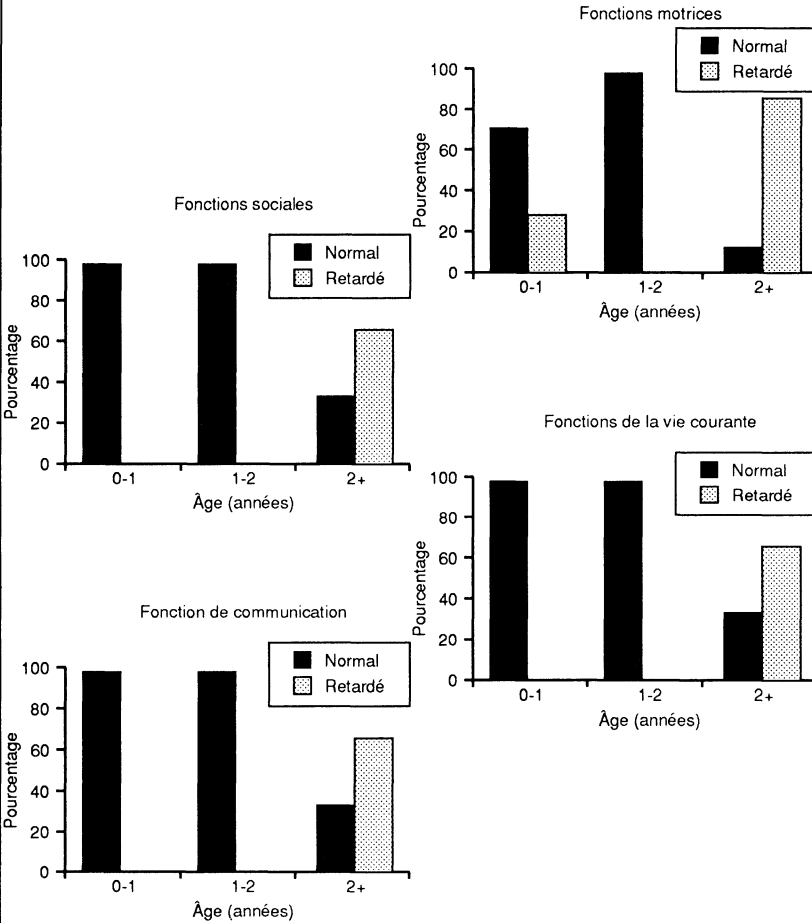 Fonctions motrices
Normal
Retardé
100
80
60
40
20
0
Pourcentage
0-1 1-2 2+
Âge (années)
Fonctions sociales
Normal
Retardé
100
80
60
40
20
0
Pourcentage
0-1 1-2 2+
Âge (années)
Fonctions de la vie courante
Normal
Retardé
100
80
60
40
20
0
Pourcentage
0-1 1-2 2+
Âge (années)
Fonction de communication
Normal
Retardé
100
80
60
40
20
0
Pourcentage
0-1 1-2 2+
Âge (années)